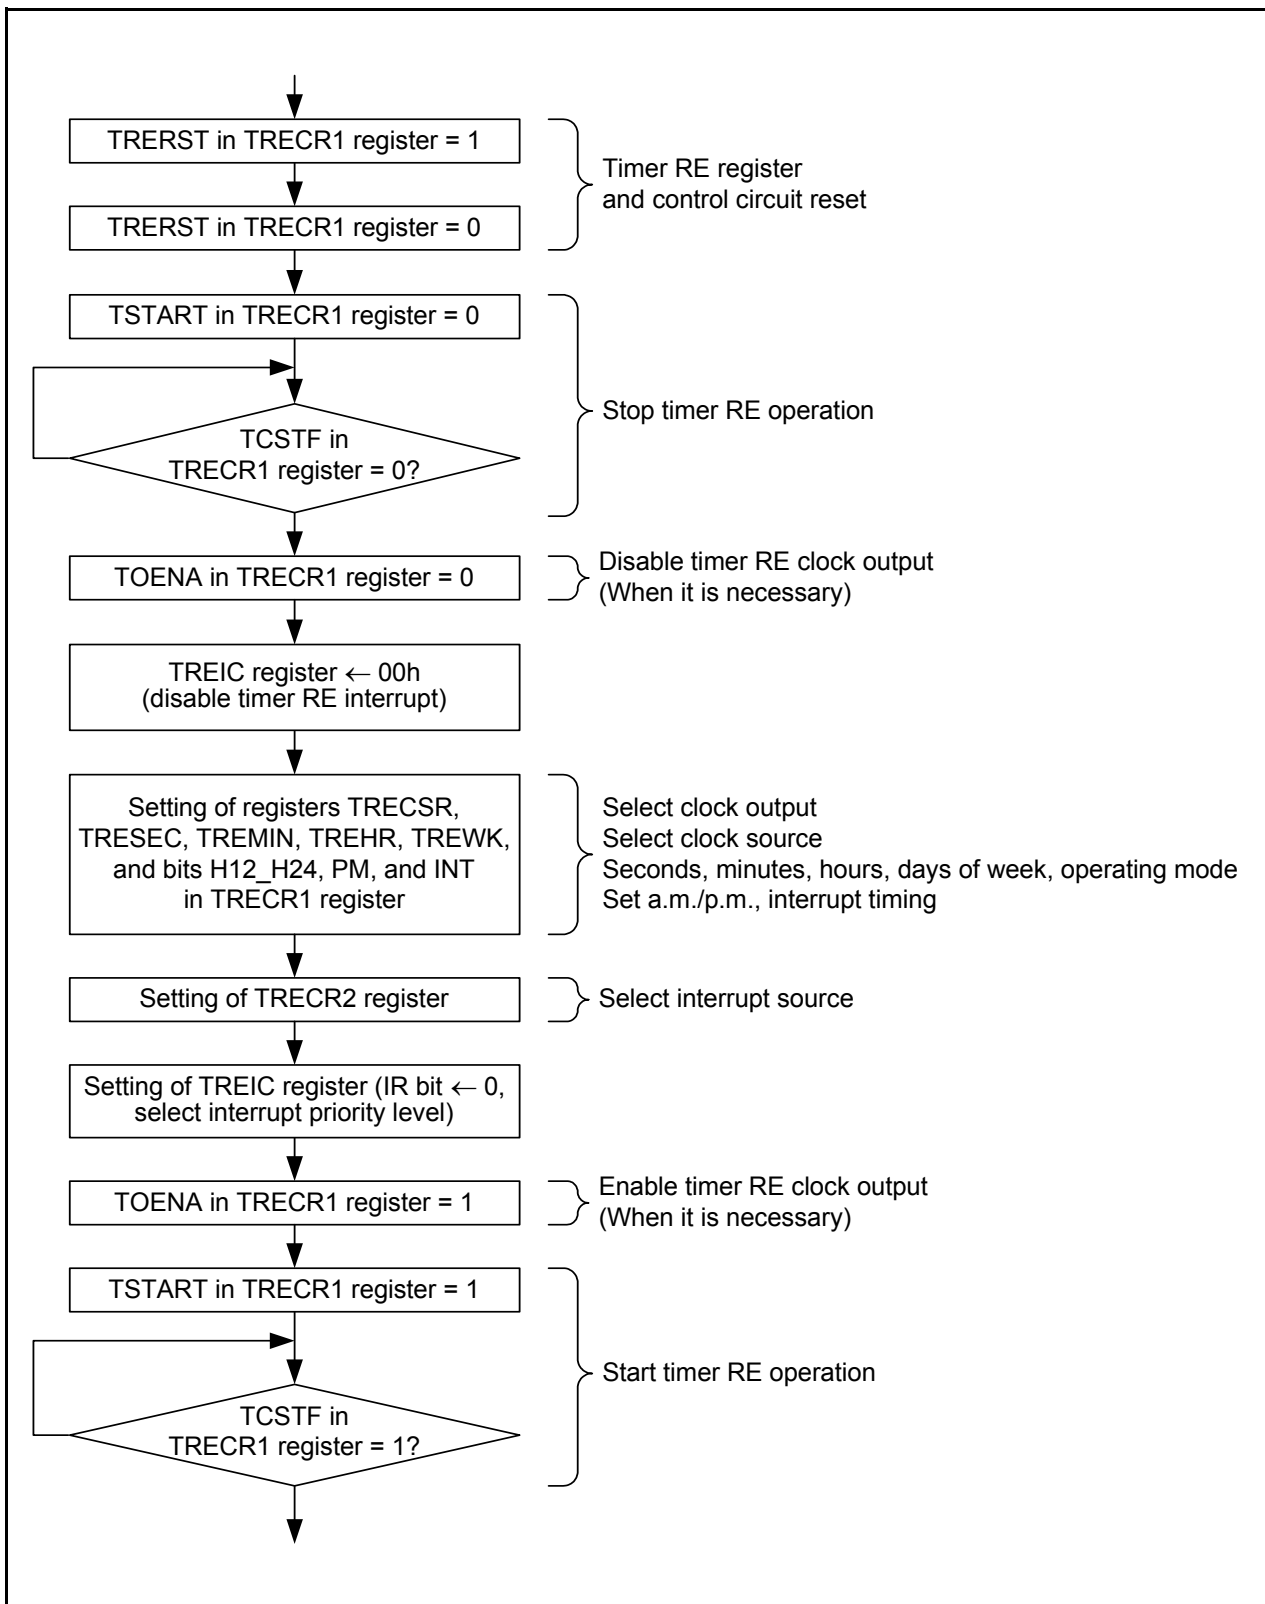 TRERST in TRECR1 register = 1
Timer RE register
and control circuit reset
TRERST in TRECR1 register = 0
TSTART in TRECR1 register = 0
Stop timer RE operation
TCSTF in
TRECR1 register = 0?
TOENA in TRECR1 register = 0
Disable timer RE clock output
(When it is necessary)
TREIC register ← 00h
(disable timer RE interrupt)
Setting of registers TRECSR,
TRESEC, TREMIN, TREHR, TREWK,
and bits H12_H24, PM, and INT
in TRECR1 register
Select clock output
Select clock source
Seconds, minutes, hours, days of week, operating mode
Set a.m./p.m., interrupt timing
Setting of TRECR2 register
Select interrupt source
Setting of TREIC register (IR bit ← 0,
select interrupt priority level)
TOENA in TRECR1 register = 1
Enable timer RE clock output
(When it is necessary)
TSTART in TRECR1 register = 1
Start timer RE operation
TCSTF in
TRECR1 register = 1?